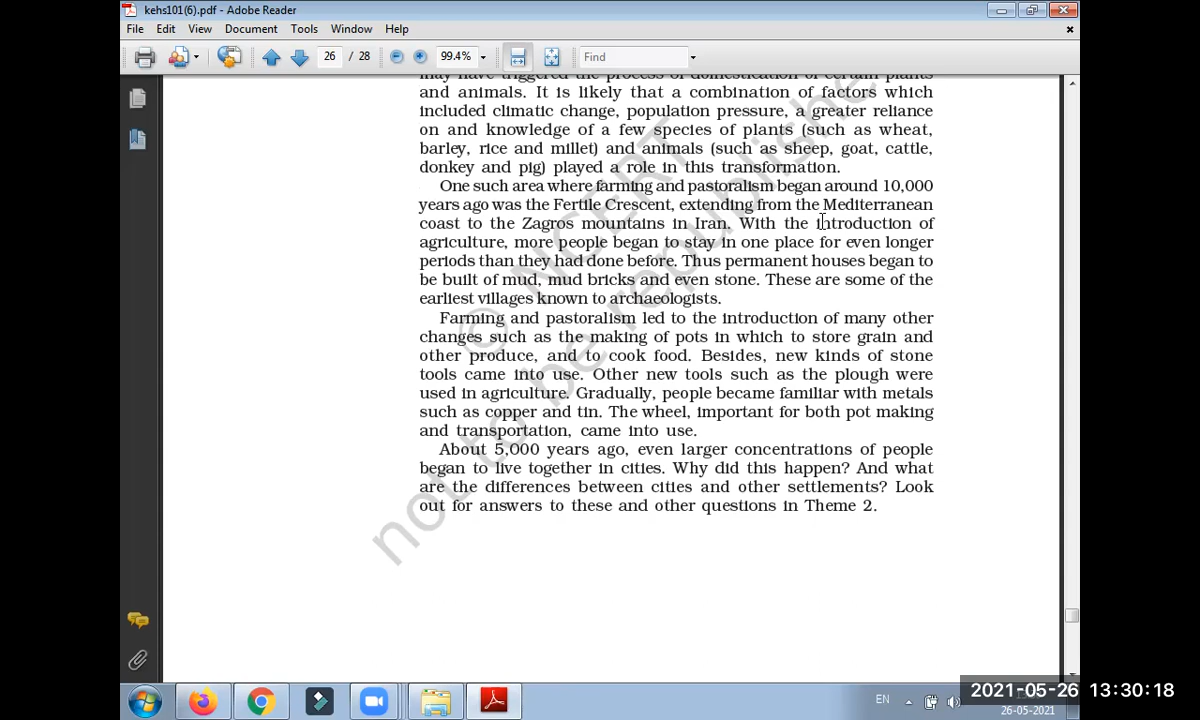 kehs101(6).pdf - Adobe Reader
File Edit View Document Tools Window Help
26 / 28 99.4% Find
may have triggered the process of domestication of certain plants
and animals. It is likely that a combination of factors which
included climatic change, population pressure, a greater reliance
on and knowledge of a few species of plants (such as wheat,
barley, rice and millet) and animals (such as sheep, goat, cattle,
donkey and pig) played a role in this transformation.
One such area where farming and pastoralism began around 10,000
years ago was the Fertile Crescent, extending from the Mediterranean
coast to the Zagros mountains in Iran. With the introduction of
agriculture, more people began to stay in one place for even longer
periods than they had done before. Thus permanent houses began to
be built of mud, mud bricks and even stone. These are some of the
earliest villages known to archaeologists.
Farming and pastoralism led to the introduction of many other
changes such as the making of pots in which to store grain and
other produce, and to cook food. Besides, new kinds of stone
tools came into use. Other new tools such as the plough were
used in agriculture. Gradually, people became familiar with metals
such as copper and tin. The wheel, important for both pot making
and transportation, came into use.
About 5,000 years ago, even larger concentrations of people
began to live together in cities. Why did this happen? And what
are the differences between cities and other settlements? Look
out for answers to these and other questions in Theme 2.
© NCERT
not to be republished
EN
2021-05-26 13:30:18
26-05-2021